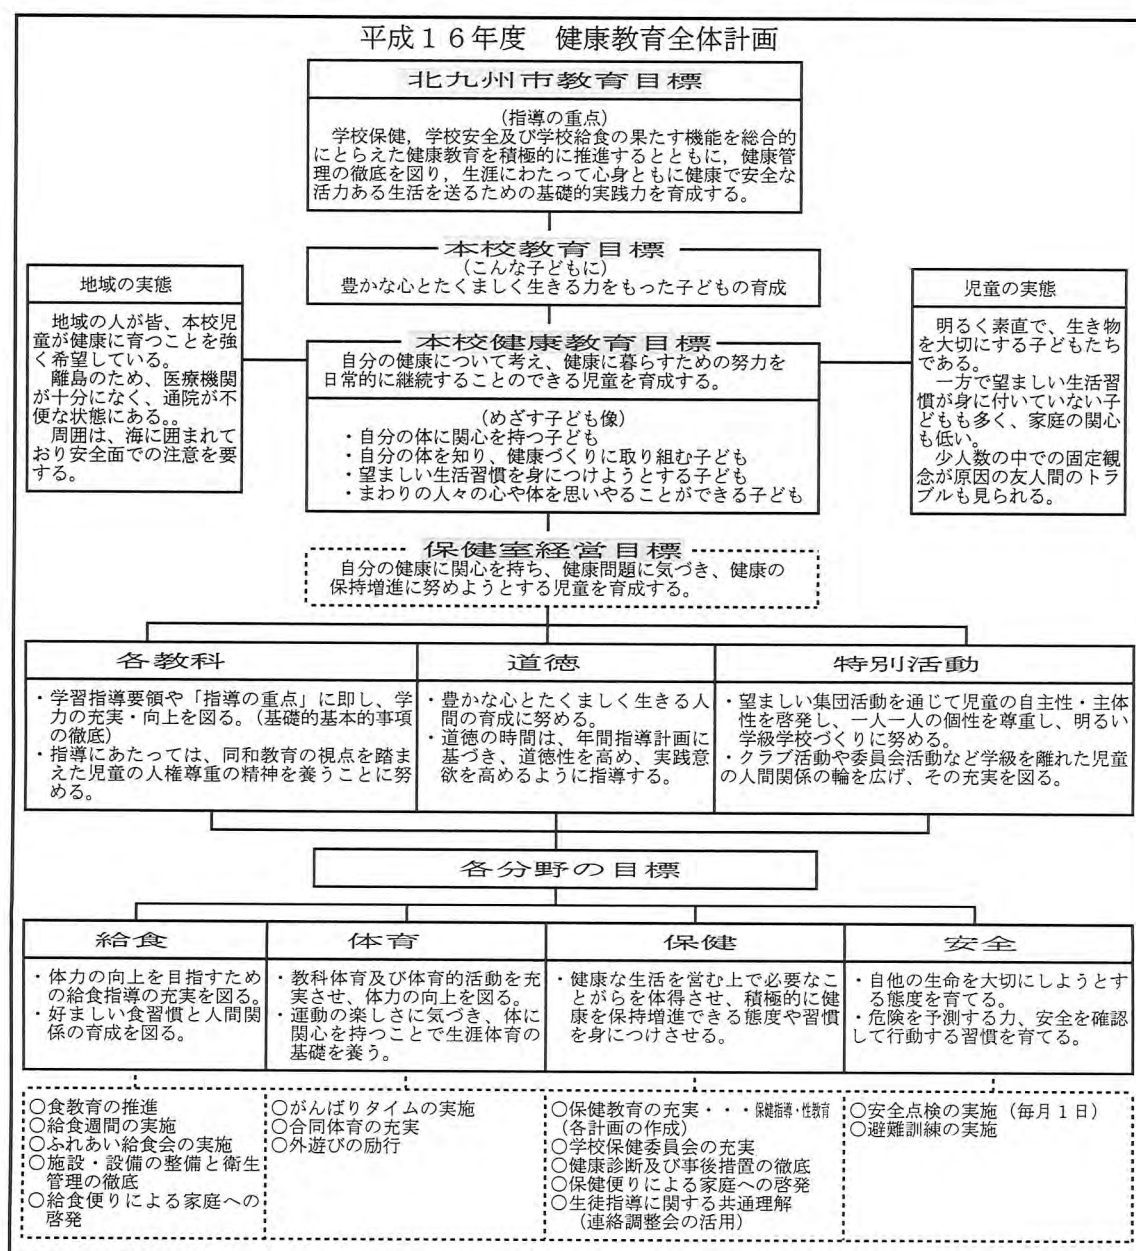 平成16年度　健康教育全体計画
北九州市教育目標
(指導の重点)
学校保健，学校安全及び学校給食の果たす機能を総合的
にとらえた健康教育を積極的に推進するとともに，健康管
理の徹底を図り，生涯にわたって心身ともに健康で安全な
活力ある生活を送るための基礎的実践力を育成する。
本校教育目標
(こんな子どもに)
豊かな心とたくましく生きる力をもった子どもの育成
地域の実態
地域の人が皆、本校児
童が健康に育つことを強
く希望している。
離島のため、医療機関
が十分になく、通院が不
便な状態にある。。
周囲は、海に囲まれて
おり安全面での注意を要
する。
本校健康教育目標
自分の健康について考え、健康に暮らすための努力を
日常的に継続することのできる児童を育成する。
(めざす子ども像)
・自分の体に関心を持つ子ども
・自分の体を知り、健康づくりに取り組む子ども
・望ましい生活習慣を身につけようとする子ども
・まわりの人々の心や体を思いやることができる子ども
児童の実態
明るく素直で、生き物
を大切にする子どもたち
である。
一方で望ましい生活習
慣が身に付いていない子
どもも多く、家庭の関心
も低い。
少人数の中での固定観
念が原因の友人間のトラ
ブルも見られる。
保健室経営目標
自分の健康に関心を持ち、健康問題に気づき、健康の
保持増進に努めようとする児童を育成する。
各教科
・学習指導要領や「指導の重点」に即し、学
力の充実・向上を図る。(基礎的基本的事項
の徹底)
・指導にあたっては、同和教育の視点を踏ま
えた児童の人権尊重の精神を養うことに努
める。
道徳
・豊かな心とたくましく生きる人
間の育成に努める。
・道徳の時間は、年間指導計画に
基づき、道徳性を高め、実践意
欲を高めるように指導する。
特別活動
・望ましい集団活動を通じて児童の自主性・主体
性を啓発し、一人一人の個性を尊重し、明るい
学級学校づくりに努める。
・クラブ活動や委員会活動など学級を離れた児童
の人間関係の輪を広げ、その充実を図る。
各分野の目標
給食
・体力の向上を目指すため
の給食指導の充実を図る。
・好ましい食習慣と人間関
係の育成を図る。
体育
・教科体育及び体育的活動を充
実させ、体力の向上を図る。
・運動の楽しさに気づき、体に
関心を持つことで生涯体育の
基礎を養う。
保健
・健康な生活を営む上で必要なこ
とがらを体得させ、積極的に健
康を保持増進できる態度や習慣
を身につけさせる。
安全
・自他の生命を大切にしようとす
る態度を育てる。
・危険を予測する力、安全を確認
して行動する習慣を育てる。
○食教育の推進
○給食週間の実施
○ふれあい給食会の実施
○施設・設備の整備と衛生
管理の徹底
○給食便りによる家庭への
啓発
○がんばりタイムの実施
○合同体育の充実
○外遊びの励行
○保健教育の充実・・・保健指導・性教育
(各計画の作成)
○学校保健委員会の充実
○健康診断及び事後措置の徹底
○保健便りによる家庭への啓発
○生徒指導に関する共通理解
(連絡調整会の活用)
○安全点検の実施(毎月1日)
○避難訓練の実施